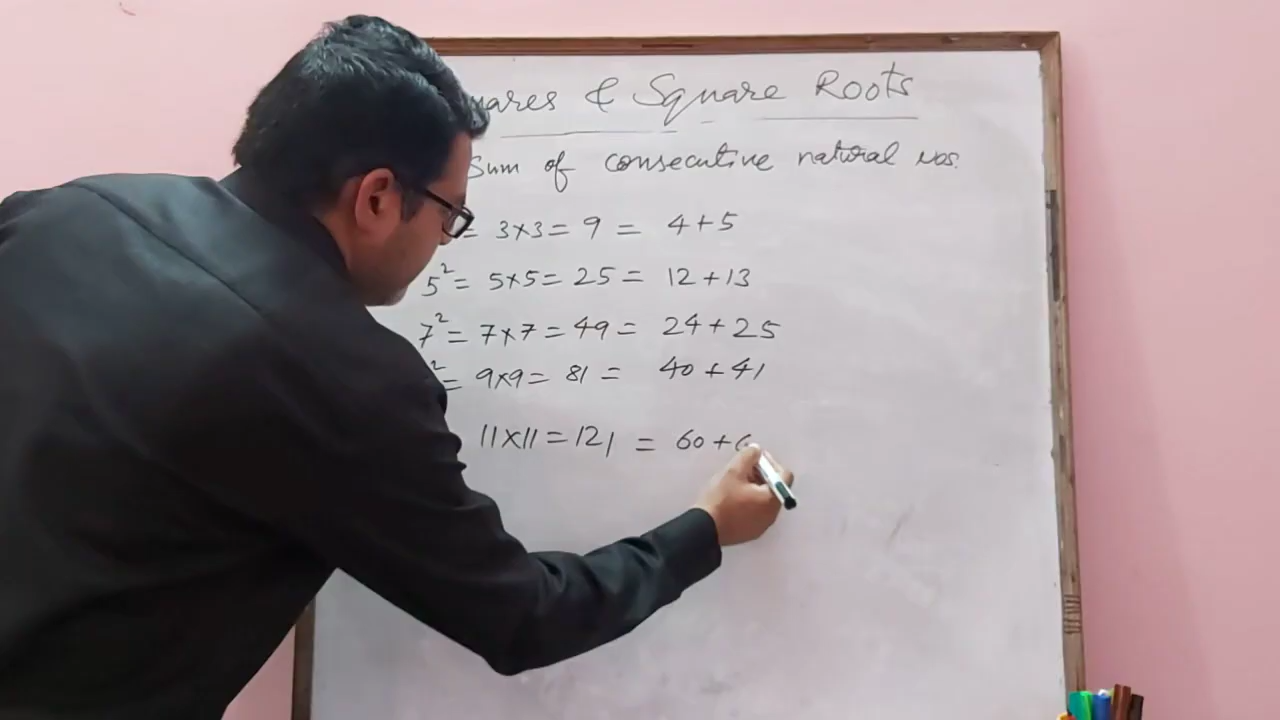 & Square Roots
Sum of consecutive natural nos.
= 3×3 = 9 = 4+5
5² = 5×5 = 25 = 12+13
7² = 7×7 = 49 = 24+25
² = 9×9 = 81 = 40+41
11×11 = 121 = 60+